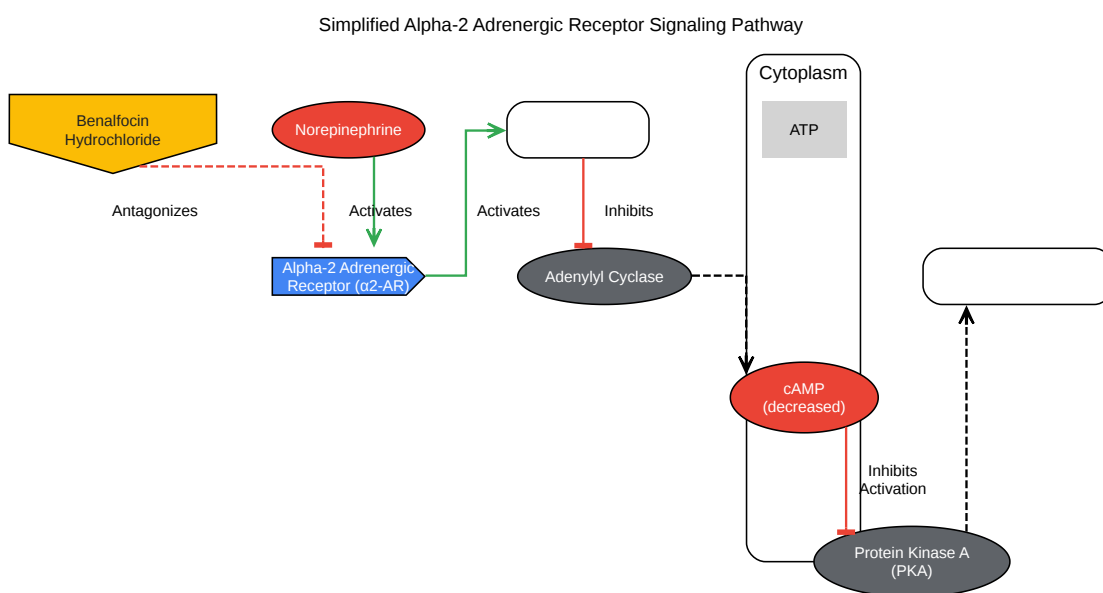 Simplified Alpha-2 Adrenergic Receptor Signaling Pathway
Cytoplasm
Benalfocin
Hydrochloride
Norepinephrine
ATP
Antagonizes
Activates
Activates
Inhibits
Alpha-2 Adrenergic
Receptor (α2-AR)
Adenylyl Cyclase
cAMP
(decreased)
Inhibits
Activation
Protein Kinase A
(PKA)